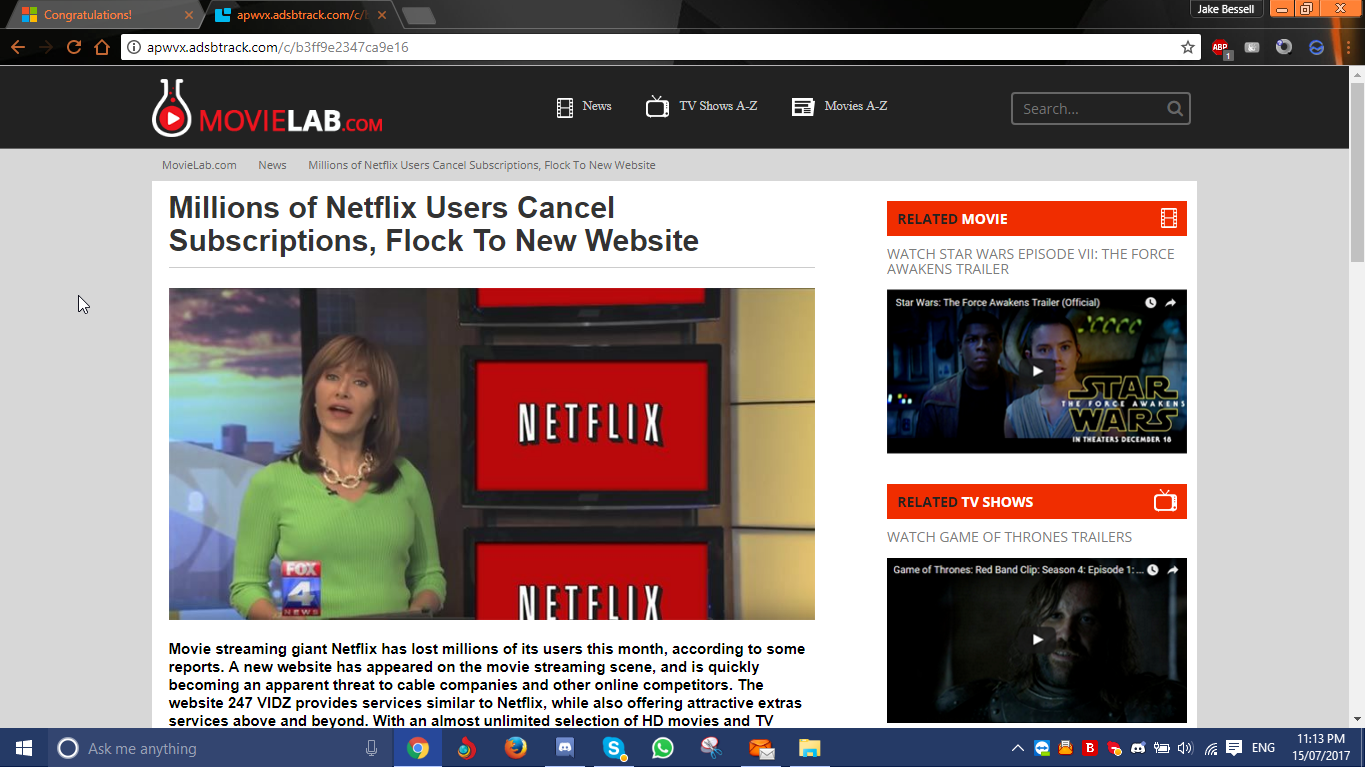 Congratulations!
apwvx.adsbtrack.com/c/b
Jake Bessell
apwvx.adsbtrack.com/c/b3ff9e2347ca9e16
ABP
1
MOVIELAB.COM
News
TV Shows A-Z
Movies A-Z
Search...
MovieLab.com
News
Millions of Netflix Users Cancel Subscriptions, Flock To New Website
Millions of Netflix Users Cancel
Subscriptions, Flock To New Website
NETFLIX
NETFLIX
FOX
4
NEWS
Movie streaming giant Netflix has lost millions of its users this month, according to some
reports. A new website has appeared on the movie streaming scene, and is quickly
becoming an apparent threat to cable companies and other online competitors. The
website 247 VIDZ provides services similar to Netflix, while also offering attractive extras
services above and beyond. With an almost unlimited selection of HD movies and TV
RELATED MOVIE
WATCH STAR WARS EPISODE VII: THE FORCE
AWAKENS TRAILER
Star Wars: The Force Awakens Trailer (Official)
STAR
THE FORCE AWAKENS
WARS
IN THEATERS DECEMBER 18
RELATED TV SHOWS
WATCH GAME OF THRONES TRAILERS
Game of Thrones: Red Band Clip: Season 4: Episode 1: ...
Ask me anything
ENG
11:13 PM
15/07/2017